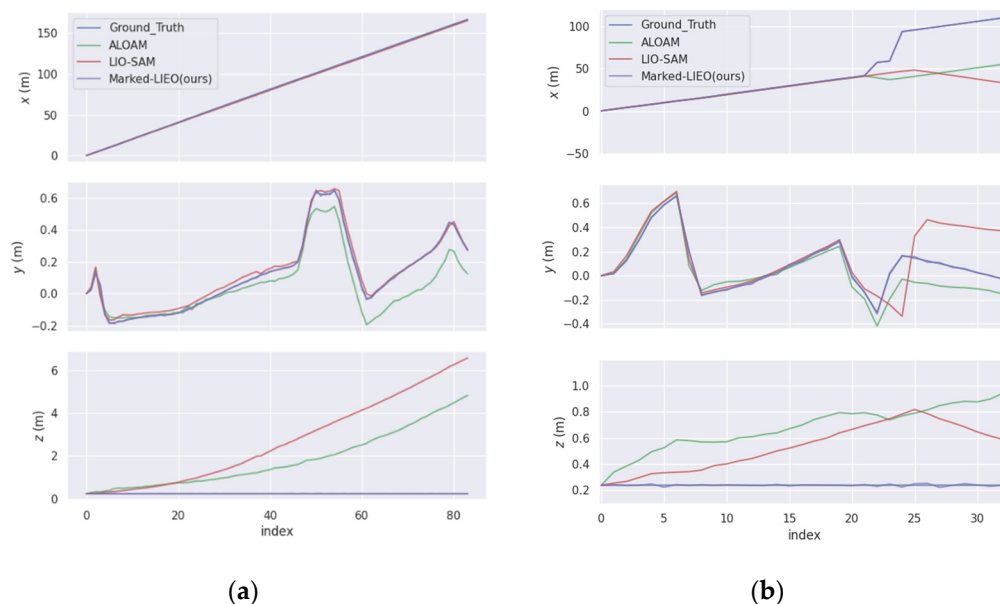 Ground_Truth
ALOAM
LIO-SAM
Marked-LIEO(ours)
150
100
50
0
x (m)
0.6
0.4
0.2
0.0
−0.2
y (m)
6
4
2
0
z (m)
0
20
40
60
80
index
(a)
Ground_Truth
ALOAM
LIO-SAM
Marked-LIEO(ours)
100
50
0
−50
x (m)
0.6
0.4
0.2
0.0
−0.2
−0.4
y (m)
1.0
0.8
0.6
0.4
0.2
z (m)
0
5
10
15
20
25
30
index
(b)